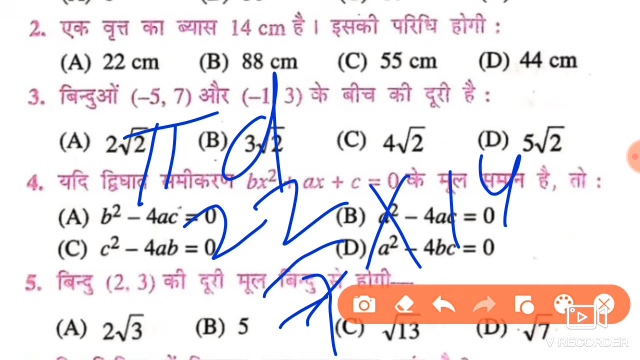 2. एक वृत्त का ब्यास 14 cm है । इसकी परिधि होगी :
(A) 22 cm (B) 88 cm (C) 55 cm (D) 44 cm
3. बिन्दुओं (–5, 7) और (–1, 3) के बीच की दूरी है :
(A) 2√2 (B) 3√2 (C) 4√2 (D) 5√2
πd
4. यदि द्विघात समीकरण bx² + ax + c = 0 के मूल समान है, तो :
(A) b² – 4ac = 0 (B) a² – 4ac = 0
22/7 × 14
(C) c² – 4ab = 0 (D) a² – 4bc = 0
5. बिन्दु (2, 3) की दूरी मूल बिन्दु से होगी—
(A) 2√3 (B) 5 (C) √13 (D) √7
V RECORDER